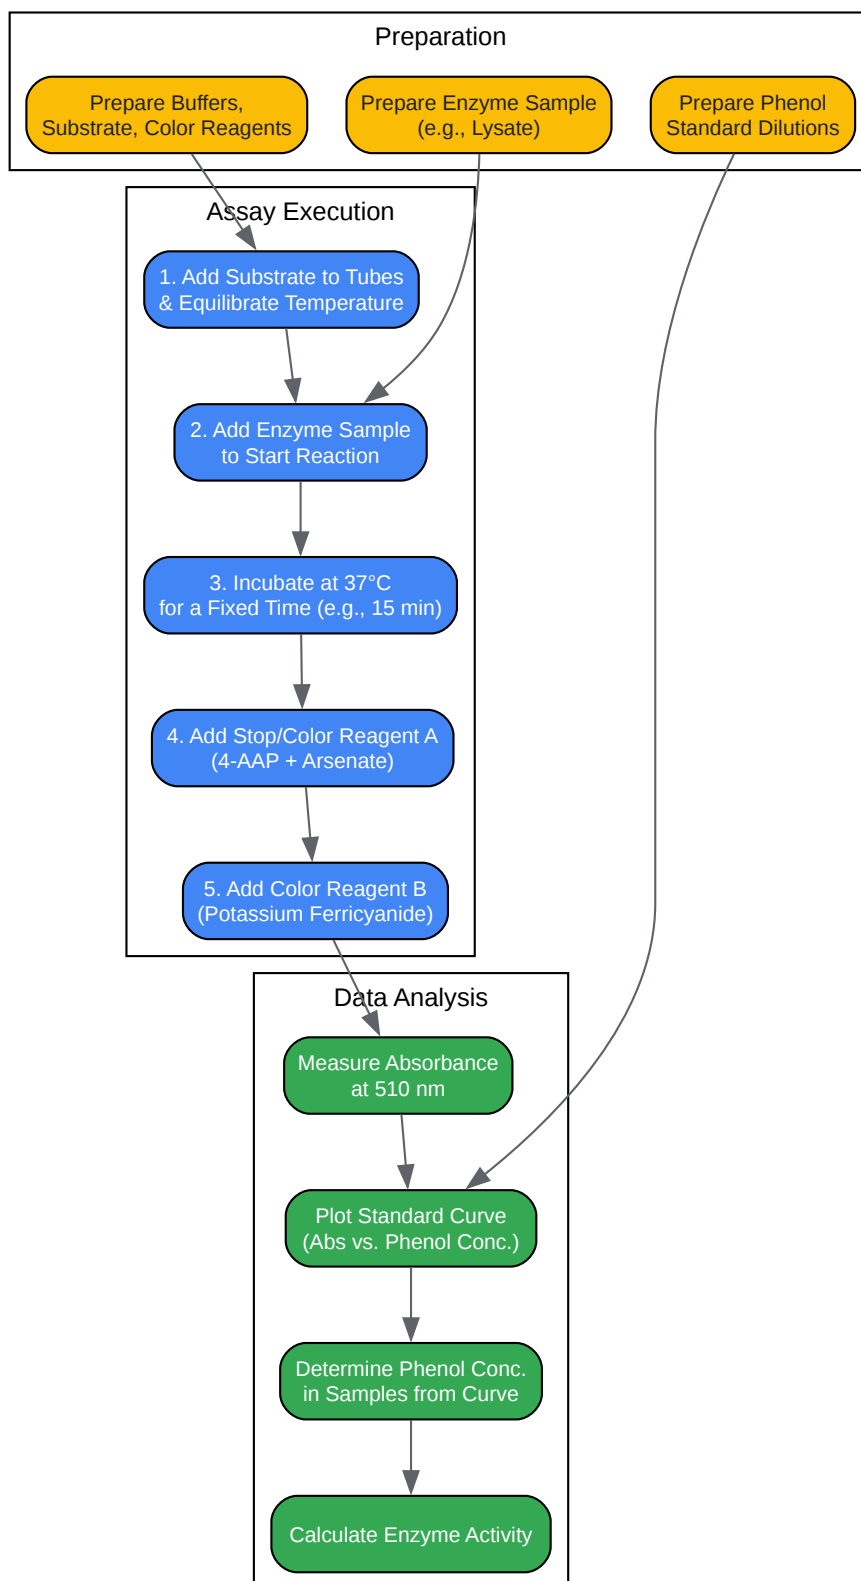 Preparation
Prepare Buffers,
Substrate, Color Reagents
Prepare Enzyme Sample
(e.g., Lysate)
Prepare Phenol
Standard Dilutions
Assay Execution
1. Add Substrate to Tubes
& Equilibrate Temperature
2. Add Enzyme Sample
to Start Reaction
3. Incubate at 37°C
for a Fixed Time (e.g., 15 min)
4. Add Stop/Color Reagent A
(4-AAP + Arsenate)
5. Add Color Reagent B
(Potassium Ferricyanide)
Data Analysis
Measure Absorbance
at 510 nm
Plot Standard Curve
(Abs vs. Phenol Conc.)
Determine Phenol Conc.
in Samples from Curve
Calculate Enzyme Activity